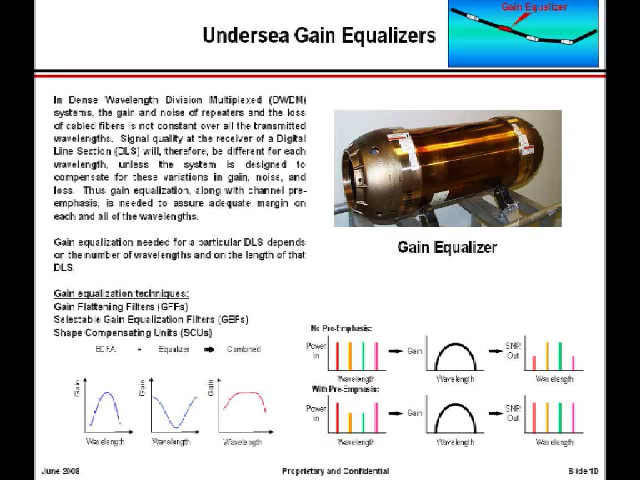 Gain Equalizer
Undersea Gain Equalizers
In Dense Wavelength Division Multiplexed (DWDM)
systems, the gain and noise of repeaters and the loss
of cabled fibers is not constant over all the transmitted
wavelengths. Signal quality at the receiver of a Digital
Line Section (DLS) will, therefore, be different for each
wavelength, unless the system is designed to
compensate for these variations in gain, noise, and
loss. Thus gain equalization, along with channel pre-
emphasis, is needed to assure adequate margin on
each and all of the wavelengths.
Gain equalization needed for a particular DLS depends
on the number of wavelengths and on the length of that
DLS.
Gain equalization techniques:
Gain Flattening Filters (GFFs)
Selectable Gain Equalization Filters (GEFs)
Shape Compensating Units (SCUs)
EDFA + Equalizer Combined
Gain Gain Gain
Wavelength Wavelength Wavelength
Gain Equalizer
No Pre-Emphasis:
Power In Gain SNR Out
Wavelength Wavelength Wavelength
With Pre-Emphasis:
Power In Gain SNR Out
Wavelength Wavelength Wavelength
June 2008 Proprietary and Confidential Slide 10